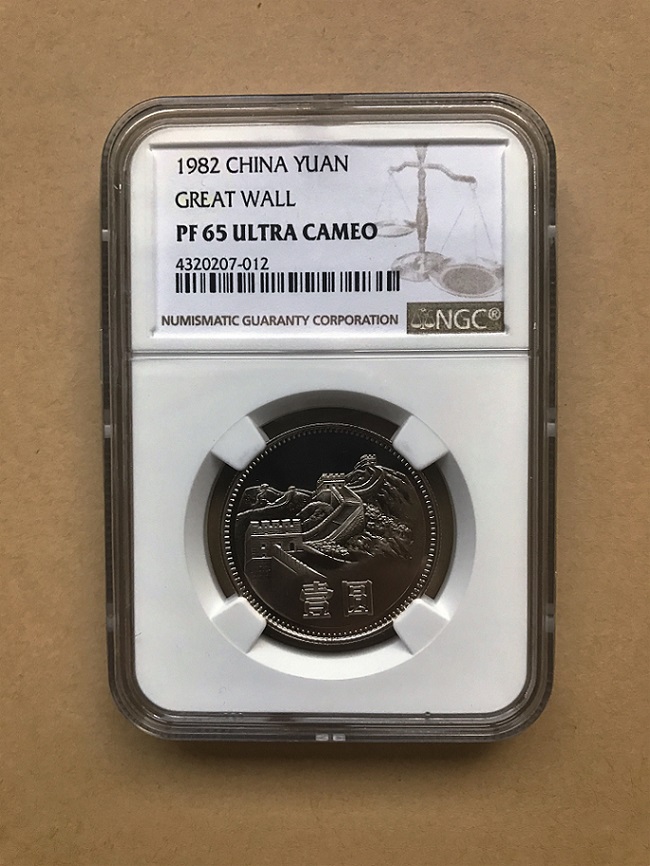 1982 CHINA YUAN
GREAT WALL
PF 65 ULTRA CAMEO
4320207-012
NUMISMATIC GUARANTY CORPORATION
NGC®
壹圆